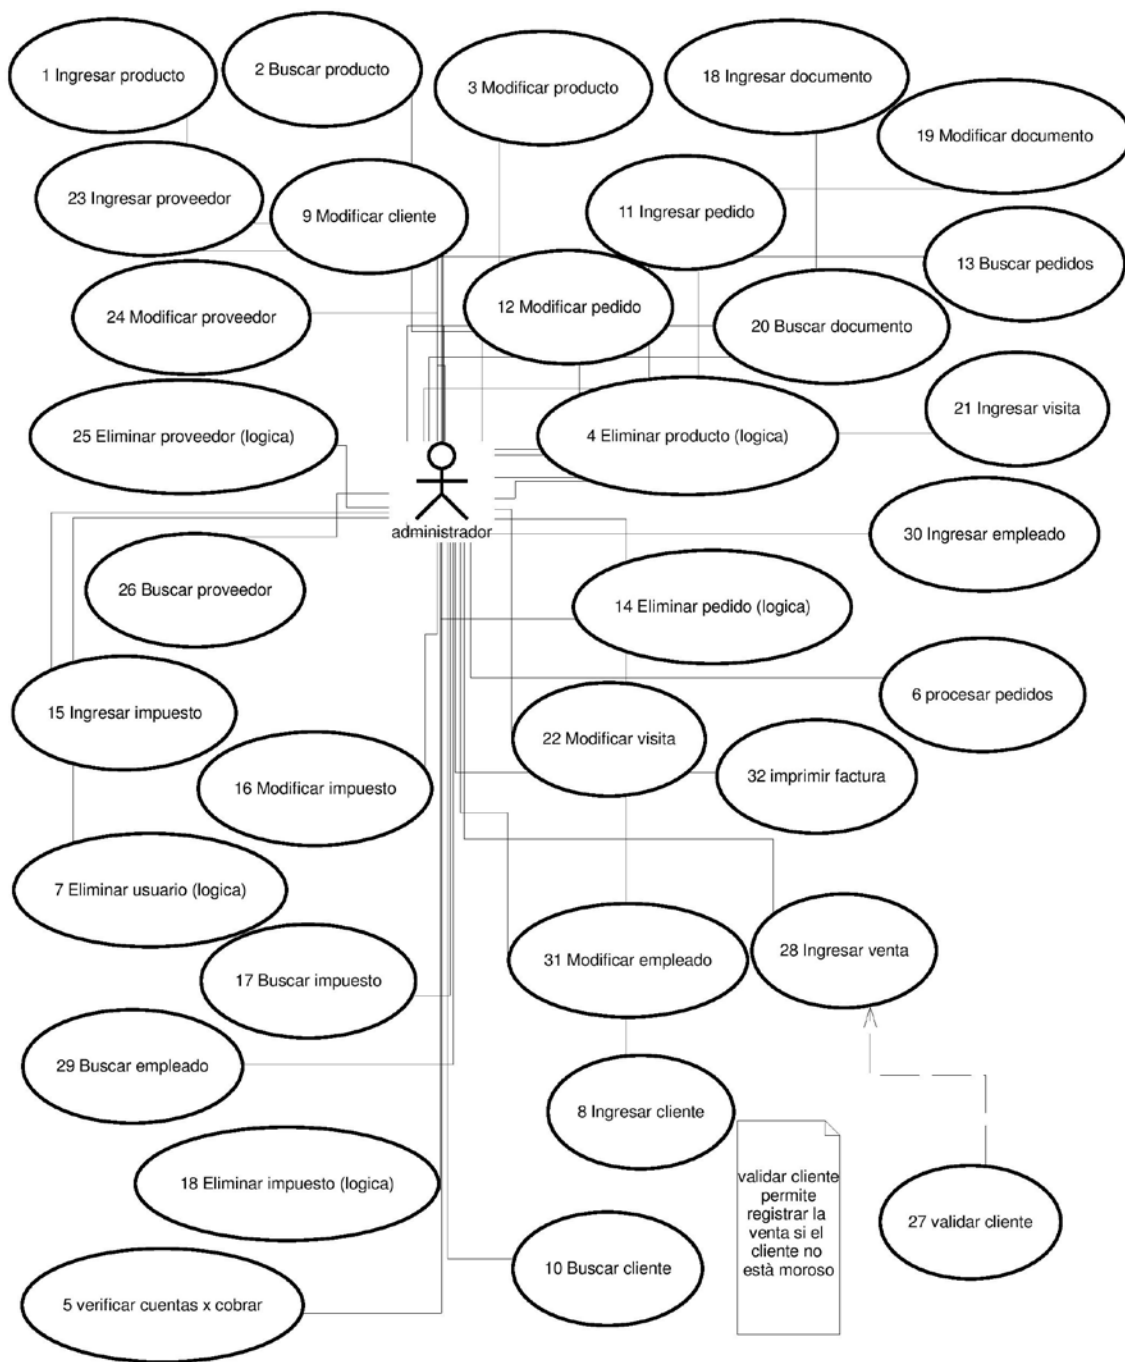 1 Ingresar producto
2 Buscar producto
3 Modificar producto
18 Ingresar documento
19 Modificar documento
23 Ingresar proveedor
9 Modificar cliente
11 Ingresar pedido
13 Buscar pedidos
24 Modificar proveedor
12 Modificar pedido
20 Buscar documento
25 Eliminar proveedor (logica)
4 Eliminar producto (logica)
21 Ingresar visita
administrador
30 Ingresar empleado
26 Buscar proveedor
14 Eliminar pedido (logica)
15 Ingresar impuesto
6 procesar pedidos
22 Modificar visita
16 Modificar impuesto
32 imprimir factura
7 Eliminar usuario (logica)
17 Buscar impuesto
31 Modificar empleado
28 Ingresar venta
29 Buscar empleado
8 Ingresar cliente
18 Eliminar impuesto (logica)
validar cliente
permite
registrar la
venta si el
cliente no
està moroso
27 validar cliente
10 Buscar cliente
5 verificar cuentas x cobrar